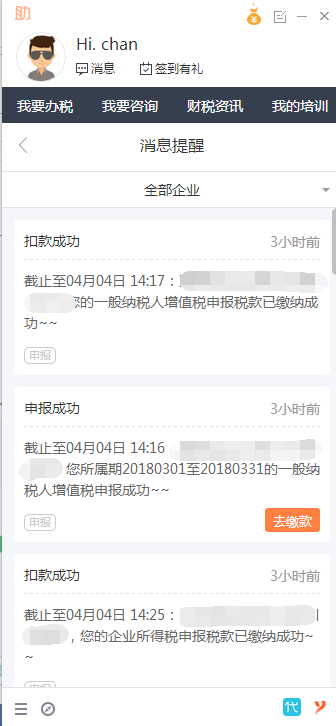 助
Hi. chan
消息 签到有礼
我要办税 我要咨询 财税资讯 我的培训
消息提醒
全部企业
扣款成功 3小时前
截止至04月04日 14:17：
您的一般纳税人增值税申报税款已缴纳成
功~~
申报
申报成功 3小时前
截止至04月04日 14:16
您所属期20180301至20180331的一般纳
税人增值税申报成功~~
申报
去缴款
扣款成功 3小时前
截止至04月04日 14:25：
，您的企业所得税申报税款已缴纳成功~
~
申报
代